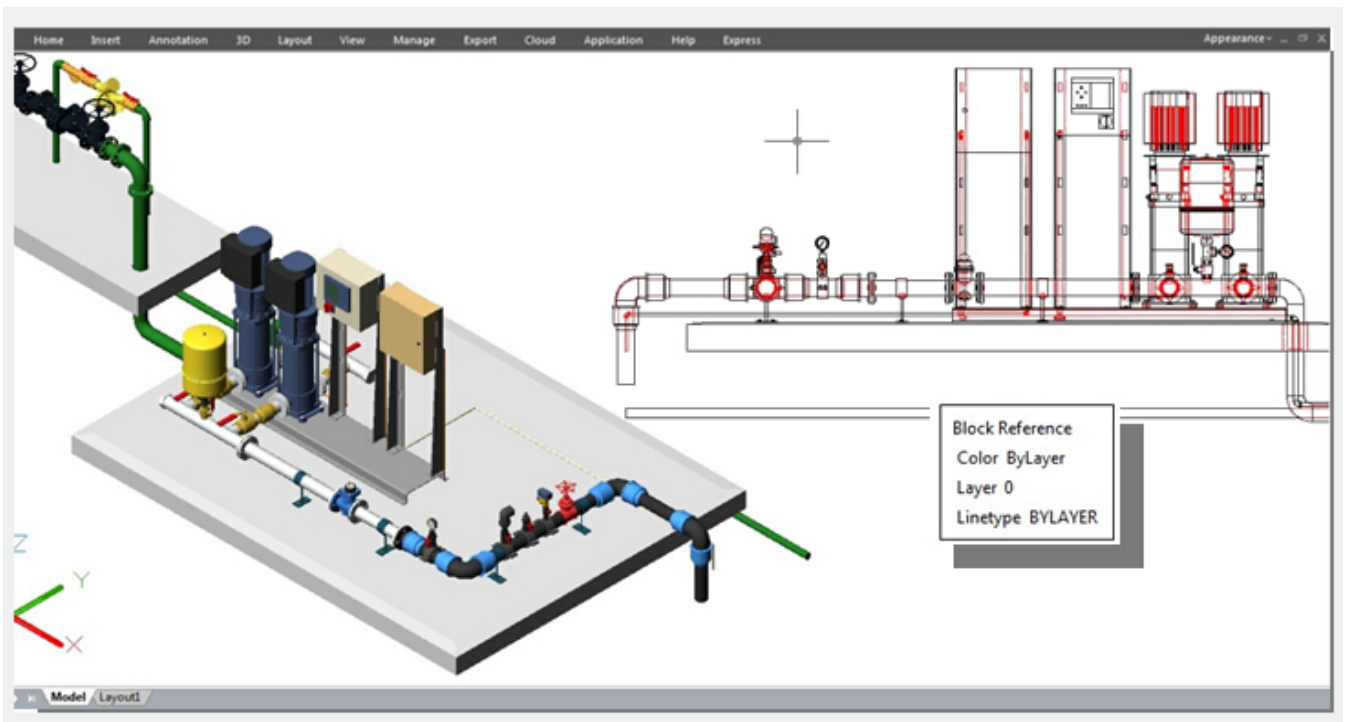 Home Insert Annotation 3D Layout View Manage Export Cloud Application Help Express Appearance
Block Reference
Color ByLayer
Layer 0
Linetype BYLAYER
Z
Y
X
Model Layout1